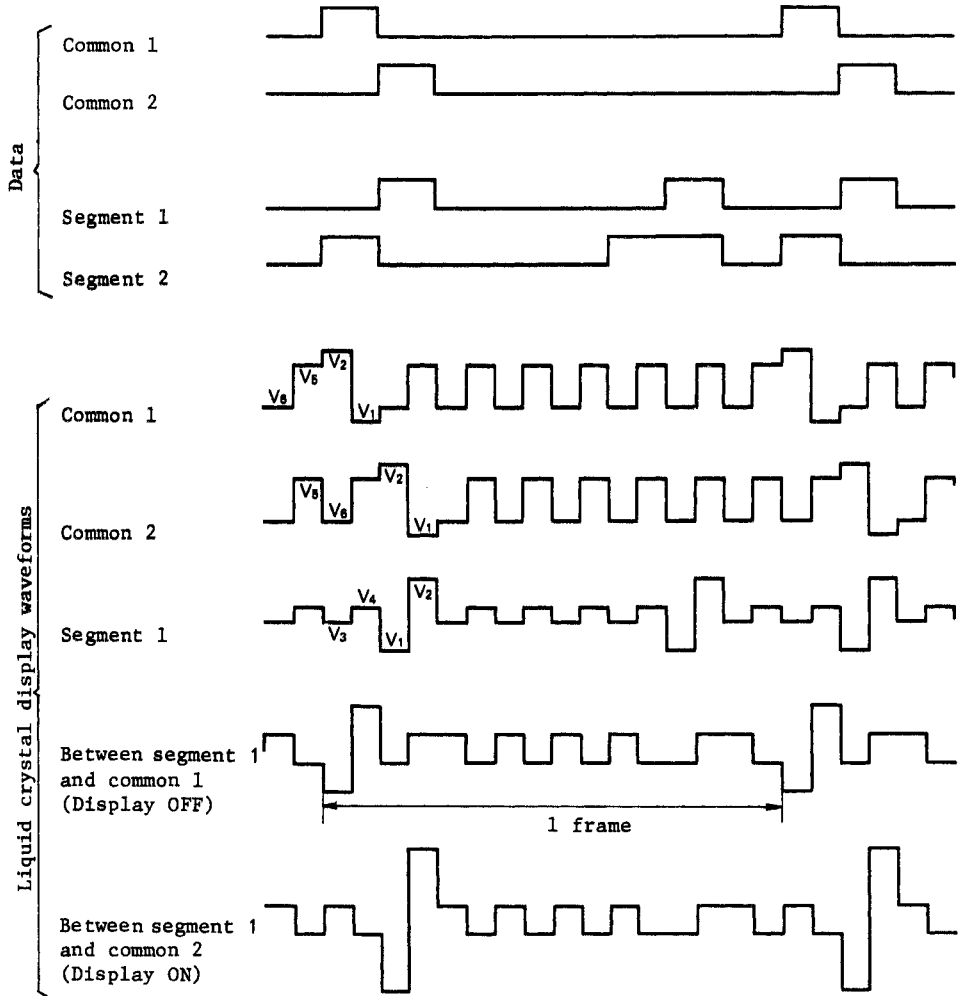 Data
Common 1
Common 2
Segment 1
Segment 2
Liquid crystal display waveforms
V6
V5
V2
V1
Common 1
V5
V6
V2
V1
Common 2
V3
V4
V1
V2
Segment 1
Between segment 1
and common 1
(Display OFF)
1 frame
Between segment 1
and common 2
(Display ON)